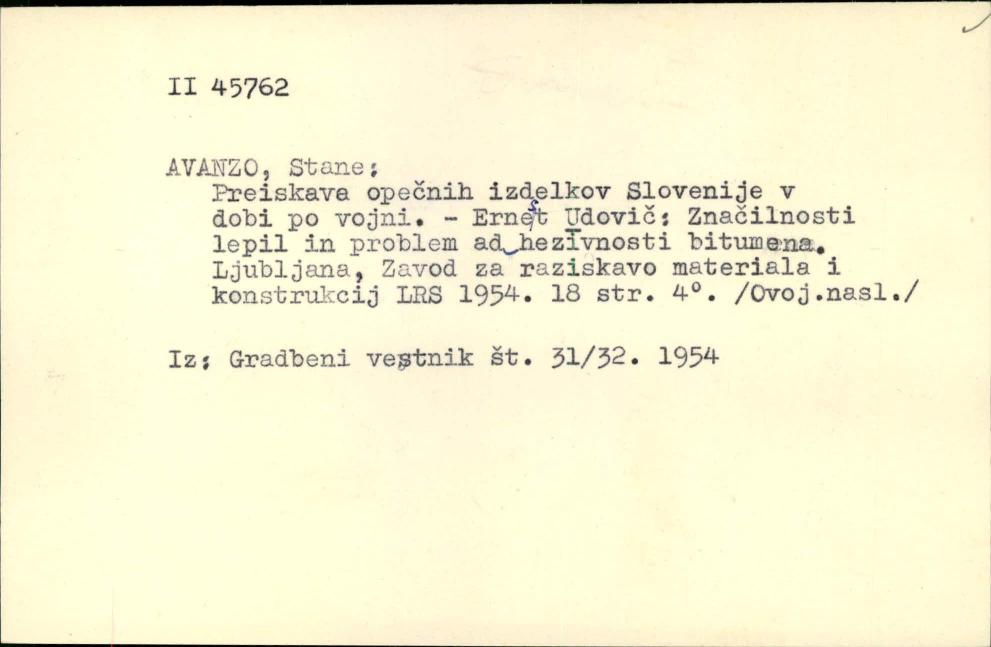 II 45762
AVANZO, Stane:
Preiskava opečnih izdelkov Slovenije v
dobi po vojni. - Ernest Udovič: Značilnosti
lepil in problem adhezivnosti bitumena.
Ljubljana, Zavod za raziskavo materiala i
konstrukcij LRS 1954. 18 str. 4°. /Ovoj.nasl./
Iz: Gradbeni vestnik št. 31/32. 1954